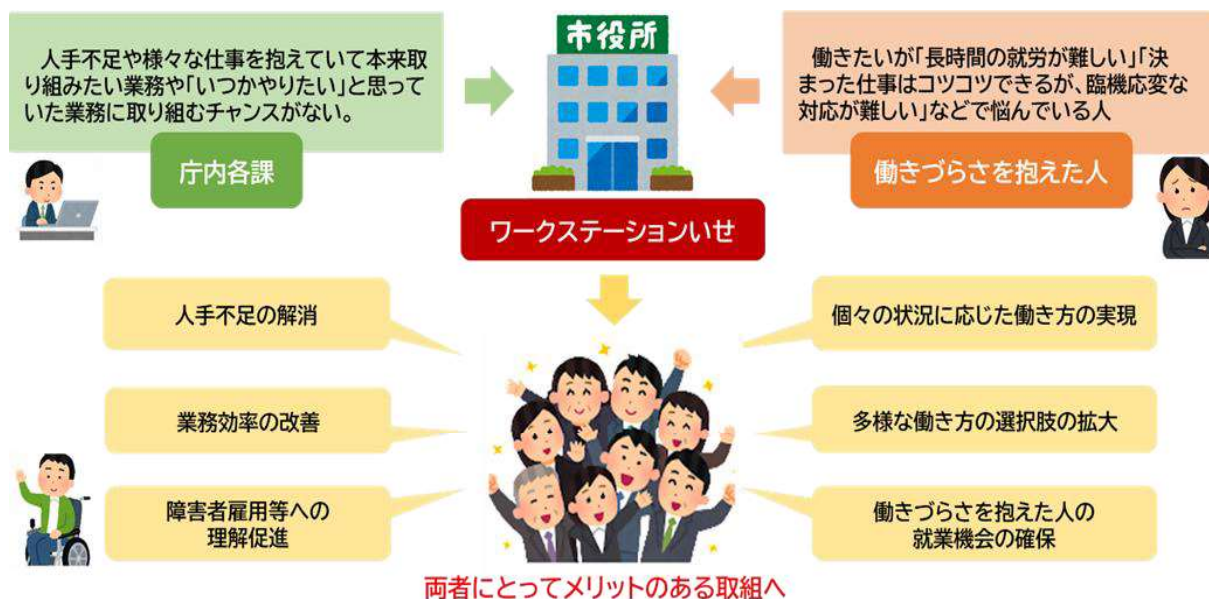 人手不足や様々な仕事を抱えていて本来取
り組みたい業務や「いつかやりたい」と思って
いた業務に取り組むチャンスがない。
庁内各課
市役所
働きたいが「長時間の就労が難しい」「決
まった仕事はコツコツできるが、臨機応変な
対応が難しい」などで悩んでいる人
働きづらさを抱えた人
ワークステーションいせ
人手不足の解消
業務効率の改善
障害者雇用等への
理解促進
個々の状況に応じた働き方の実現
多様な働き方の選択肢の拡大
働きづらさを抱えた人の
就業機会の確保
両者にとってメリットのある取組へ